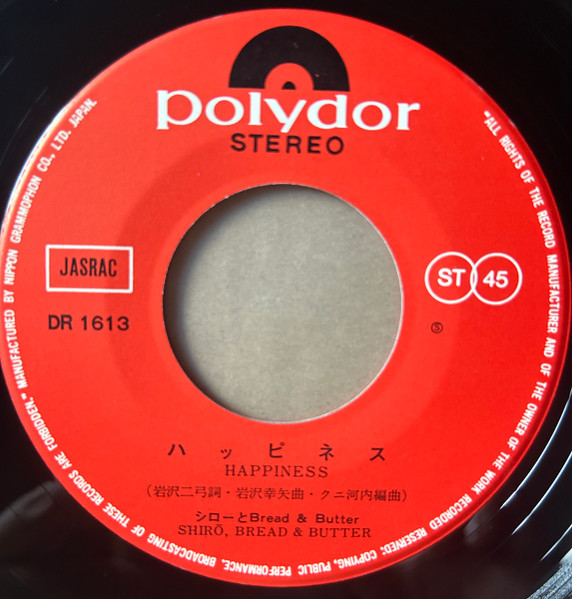 polydor
STEREO
JASRAC
DR 1613
ST 45
Ⓢ
ハッピネス
HAPPINESS
（岩沢二弓詞・岩沢幸矢曲・クニ河内編曲）
シローとBread & Butter
SHIRŌ, BREAD & BUTTER
"ALL RIGHTS OF THE RECORD MANUFACTURER AND OF THE OWNER OF THE WORK RECORDED RESERVED: COPYING, PUBLIC PERFORMANCE, BROADCASTING OF THESE RECORDS ARE FORBIDDEN." MANUFACTURED BY NIPPON GRAMMOPHON CO., LTD. JAPAN.